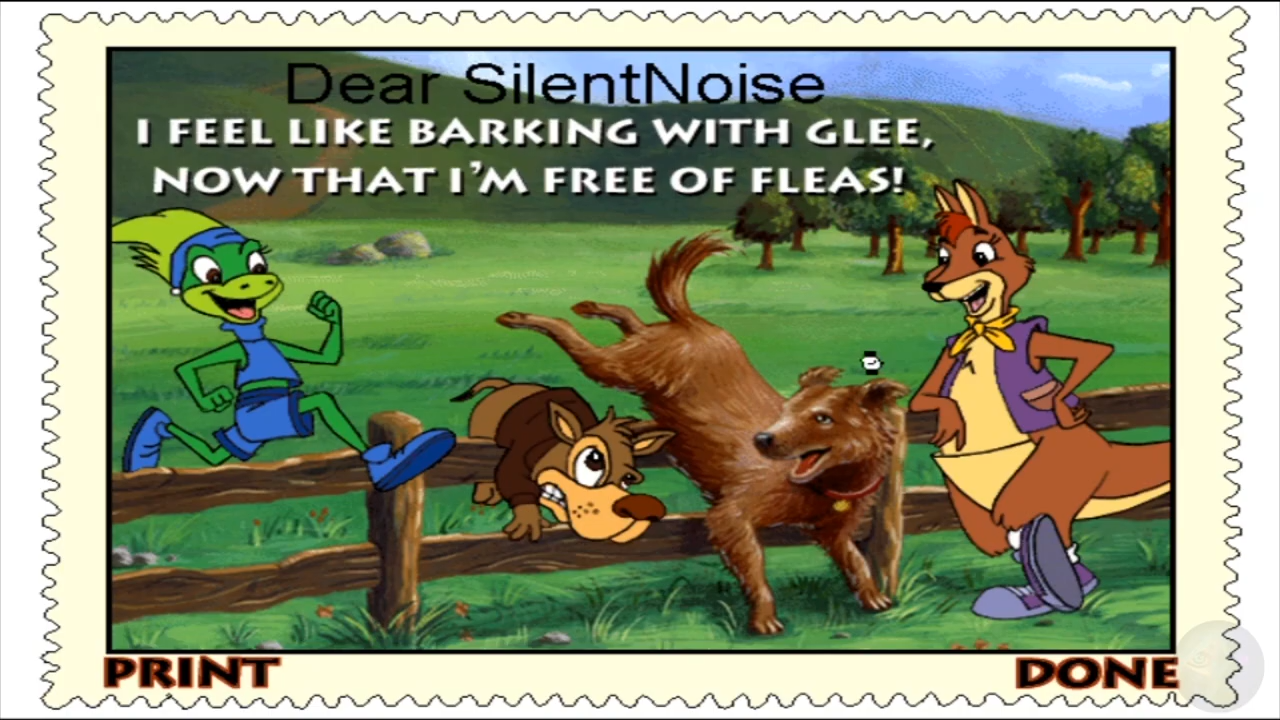 Dear SilentNoise
I FEEL LIKE BARKING WITH GLEE,
NOW THAT I'M FREE OF FLEAS!
PRINT
DONE